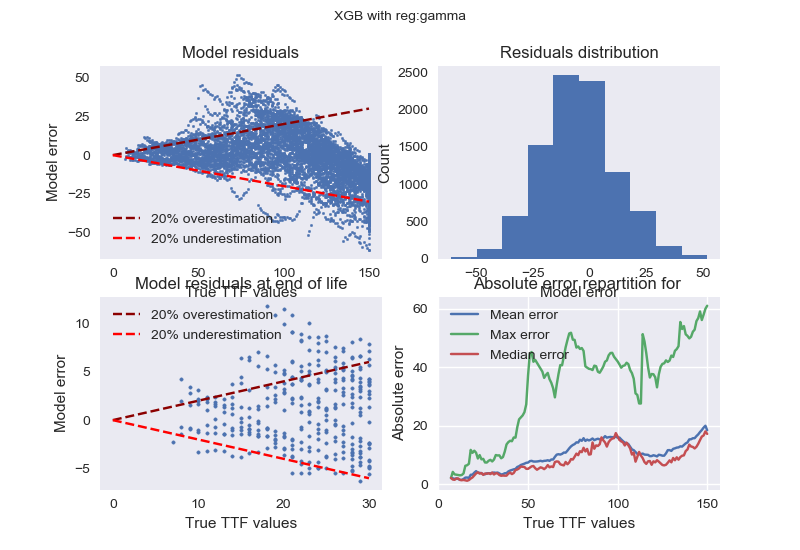 XGB with reg:gamma
Model residuals
50
25
0
−25
−50
Model error
20% overestimation
20% underestimation
0
50
100
150
True TTF values
Residuals distribution
2500
2000
1500
1000
500
0
Count
−50
−25
0
25
50
Model error
Model residuals at end of life
10
5
0
−5
Model error
20% overestimation
20% underestimation
0
10
20
30
True TTF values
Absolute error repartition for
60
40
20
0
Absolute error
Mean error
Max error
Median error
0
50
100
150
True TTF values